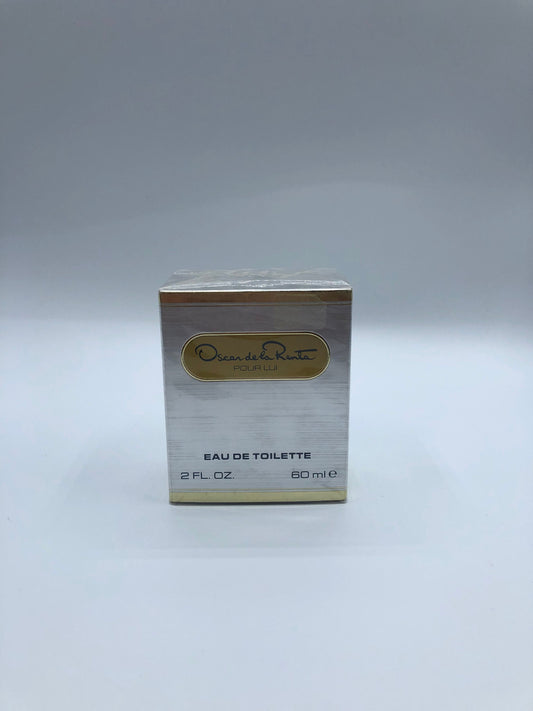 Oscar de la Renta
POUR LUI
EAU DE TOILETTE
2 FL. OZ. 60 ml ℮